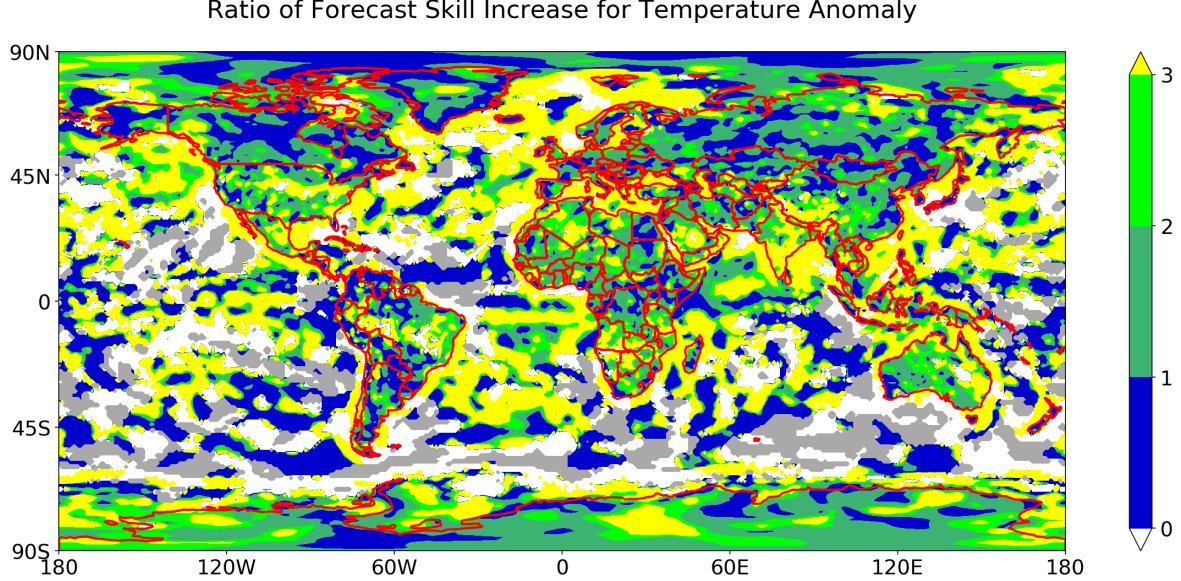 Ratio of Forecast Skill Increase for Temperature Anomaly
90N
45N
0
45S
90S
180
120W
60W
0
60E
120E
180
3
2
1
0